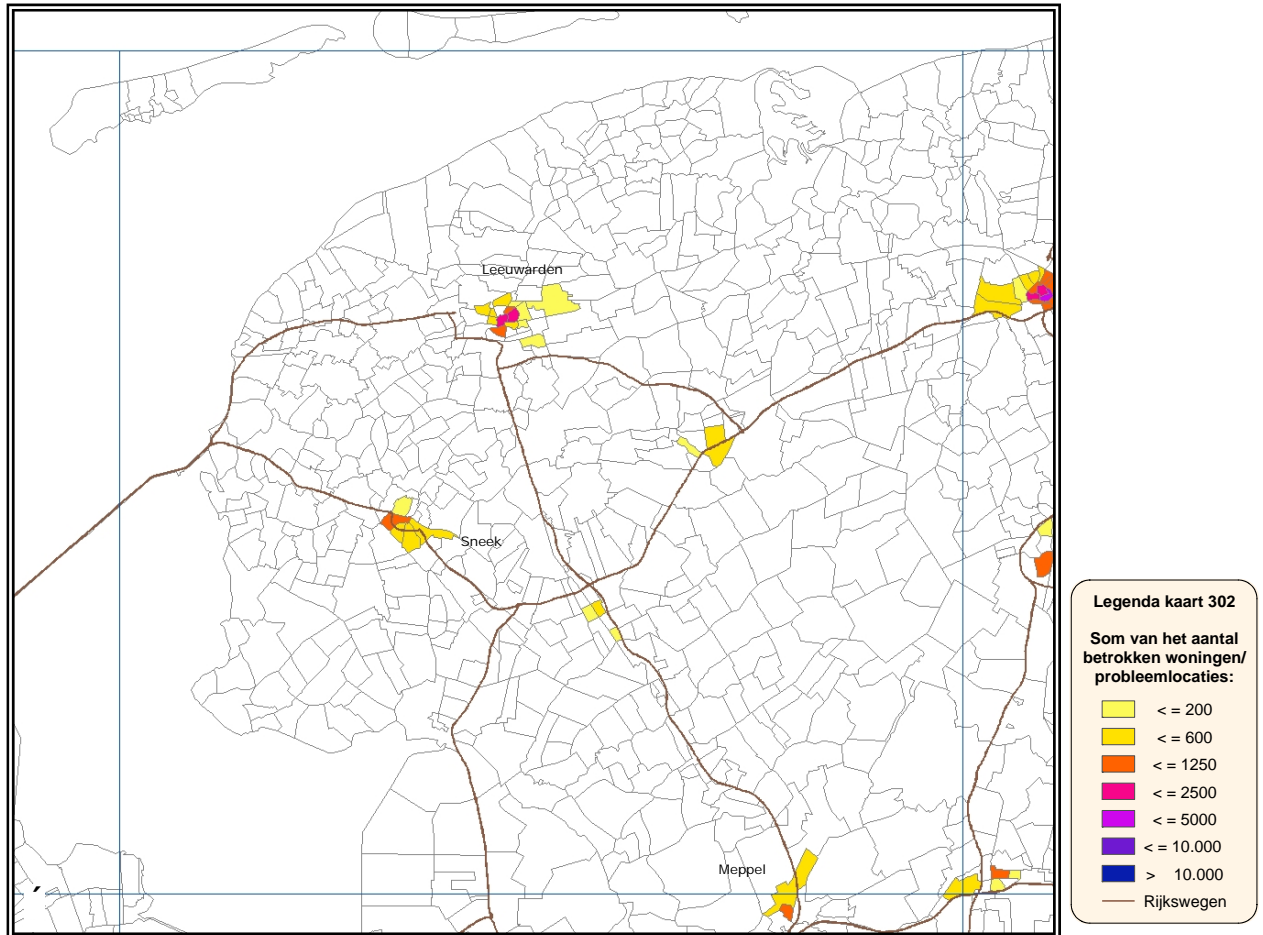 Leeuwarden
Sneek
Meppel
Legenda kaart 302
Som van het aantal
betrokken woningen/
probleemlocaties:
< = 200
< = 600
< = 1250
< = 2500
< = 5000
< = 10.000
> 10.000
Rijkswegen